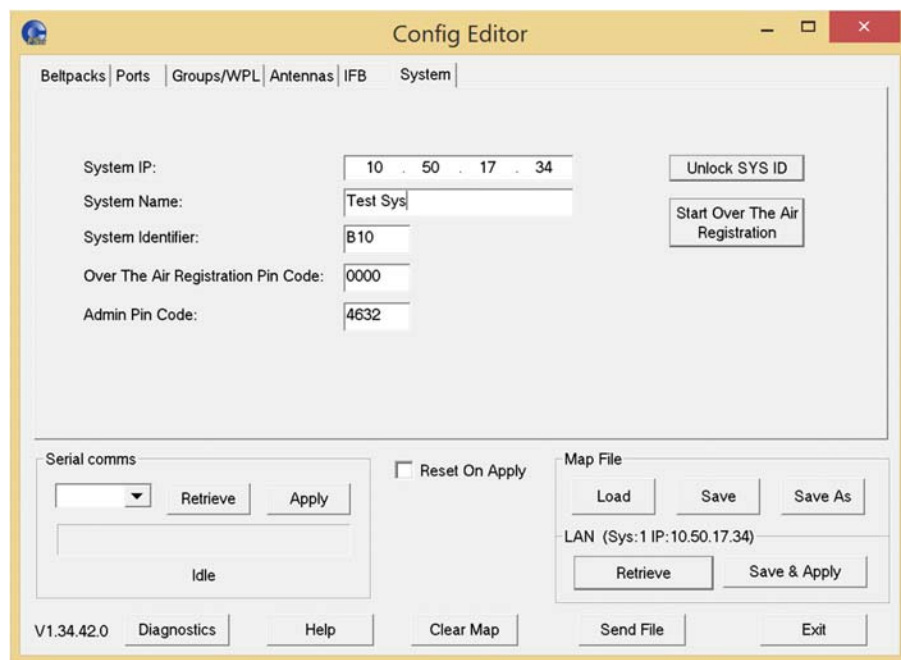 Config Editor
Beltpacks Ports Groups/WPL Antennas IFB System
System IP: 10 . 50 . 17 . 34 Unlock SYS ID
System Name: Test Sys
Start Over The Air
Registration
System Identifier: B10
Over The Air Registration Pin Code: 0000
Admin Pin Code: 4632
Serial comms
Retrieve Apply
Idle
Reset On Apply
Map File
Load Save Save As
LAN (Sys:1 IP:10.50.17.34)
Retrieve Save & Apply
V1.34.42.0 Diagnostics Help Clear Map Send File Exit